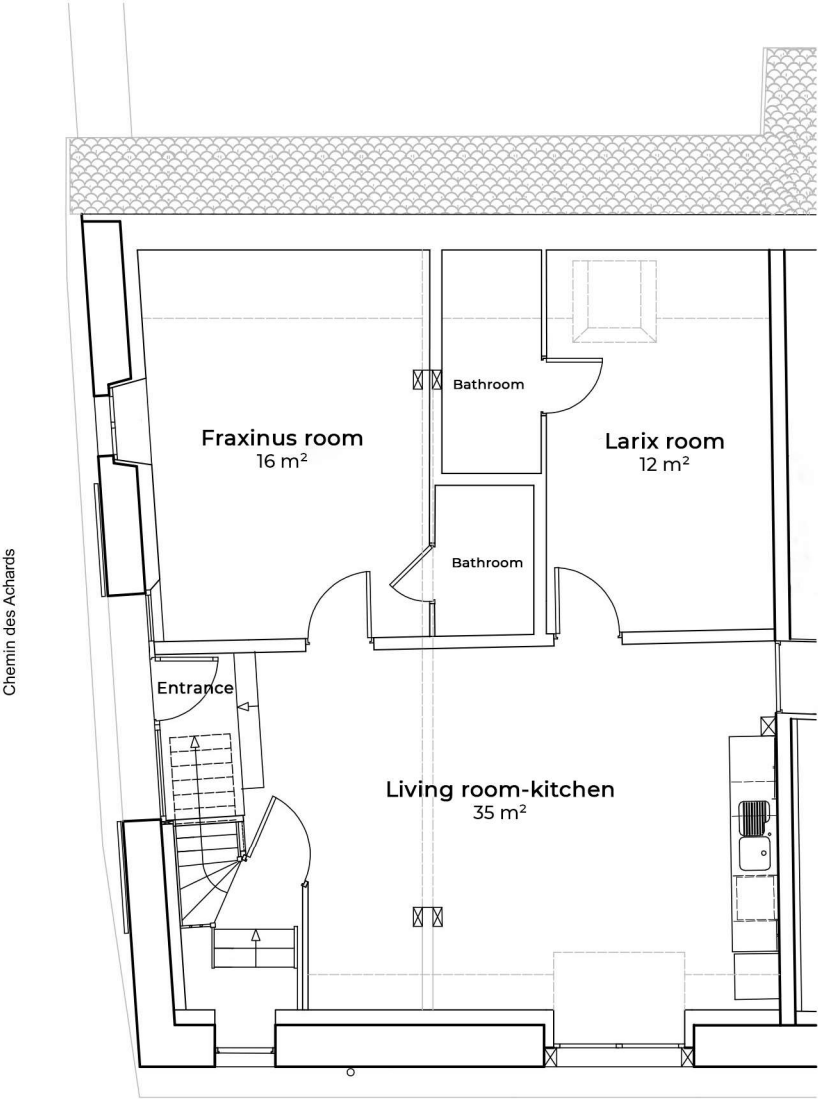 Bathroom
Fraxinus room
16 m²
Larix room
12 m²
Bathroom
Chemin des Achards
Entrance
Living room-kitchen
35 m²